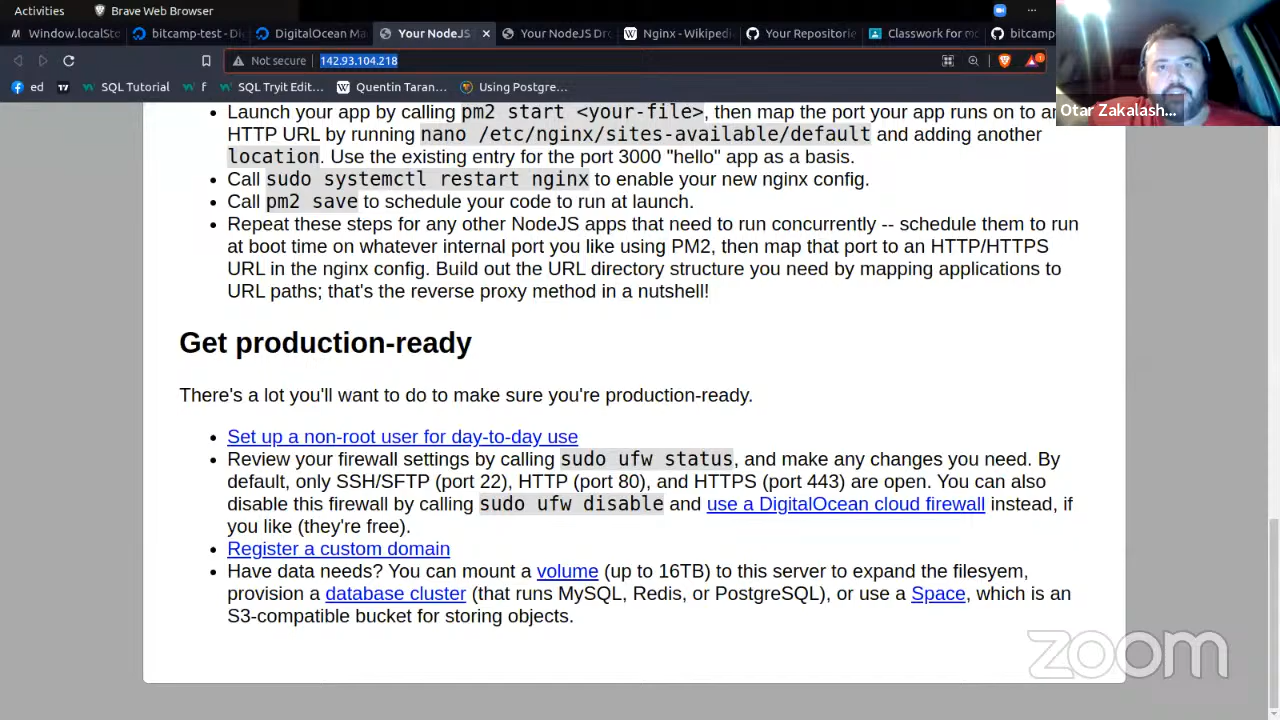 Activities
Brave Web Browser
Window.localSto
bitcamp-test - Di
DigitalOcean Ma
Your NodeJS
Your NodeJS Dro
Nginx - Wikipedi
Your Repositorie
Classwork for mo
bitcamp
Not secure
142.93.104.218
ed
SQL Tutorial
f
SQL Tryit Edit...
Quentin Taran...
Using Postgre...
Otar Zakalash...
Launch your app by calling pm2 start <your-file>, then map the port your app runs on to an
HTTP URL by running nano /etc/nginx/sites-available/default and adding another
location. Use the existing entry for the port 3000 "hello" app as a basis.
Call sudo systemctl restart nginx to enable your new nginx config.
Call pm2 save to schedule your code to run at launch.
Repeat these steps for any other NodeJS apps that need to run concurrently -- schedule them to run
at boot time on whatever internal port you like using PM2, then map that port to an HTTP/HTTPS
URL in the nginx config. Build out the URL directory structure you need by mapping applications to
URL paths; that's the reverse proxy method in a nutshell!
Get production-ready
There's a lot you'll want to do to make sure you're production-ready.
Set up a non-root user for day-to-day use
Review your firewall settings by calling sudo ufw status, and make any changes you need. By
default, only SSH/SFTP (port 22), HTTP (port 80), and HTTPS (port 443) are open. You can also
disable this firewall by calling sudo ufw disable and use a DigitalOcean cloud firewall instead, if
you like (they're free).
Register a custom domain
Have data needs? You can mount a volume (up to 16TB) to this server to expand the filesyem,
provision a database cluster (that runs MySQL, Redis, or PostgreSQL), or use a Space, which is an
S3-compatible bucket for storing objects.
zoom